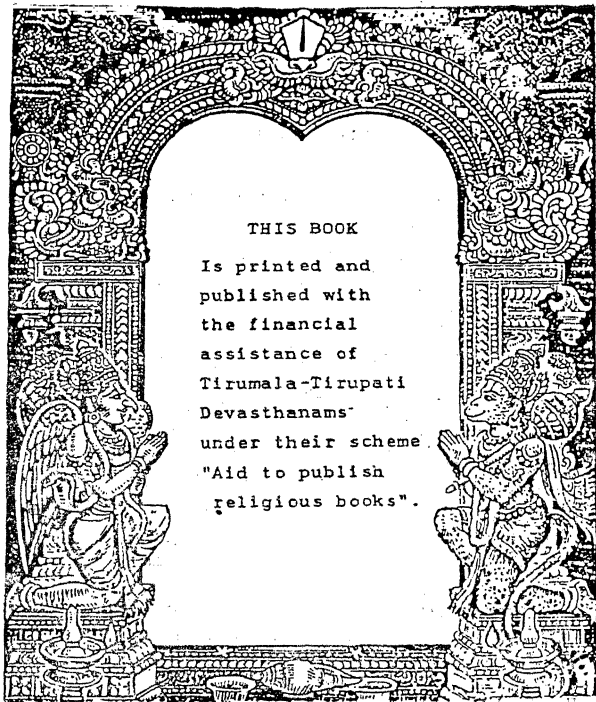 THIS BOOK
Is printed and
published with
the financial
assistance of
Tirumala-Tirupati
Devasthanams
under their scheme
"Aid to publish
religious books".